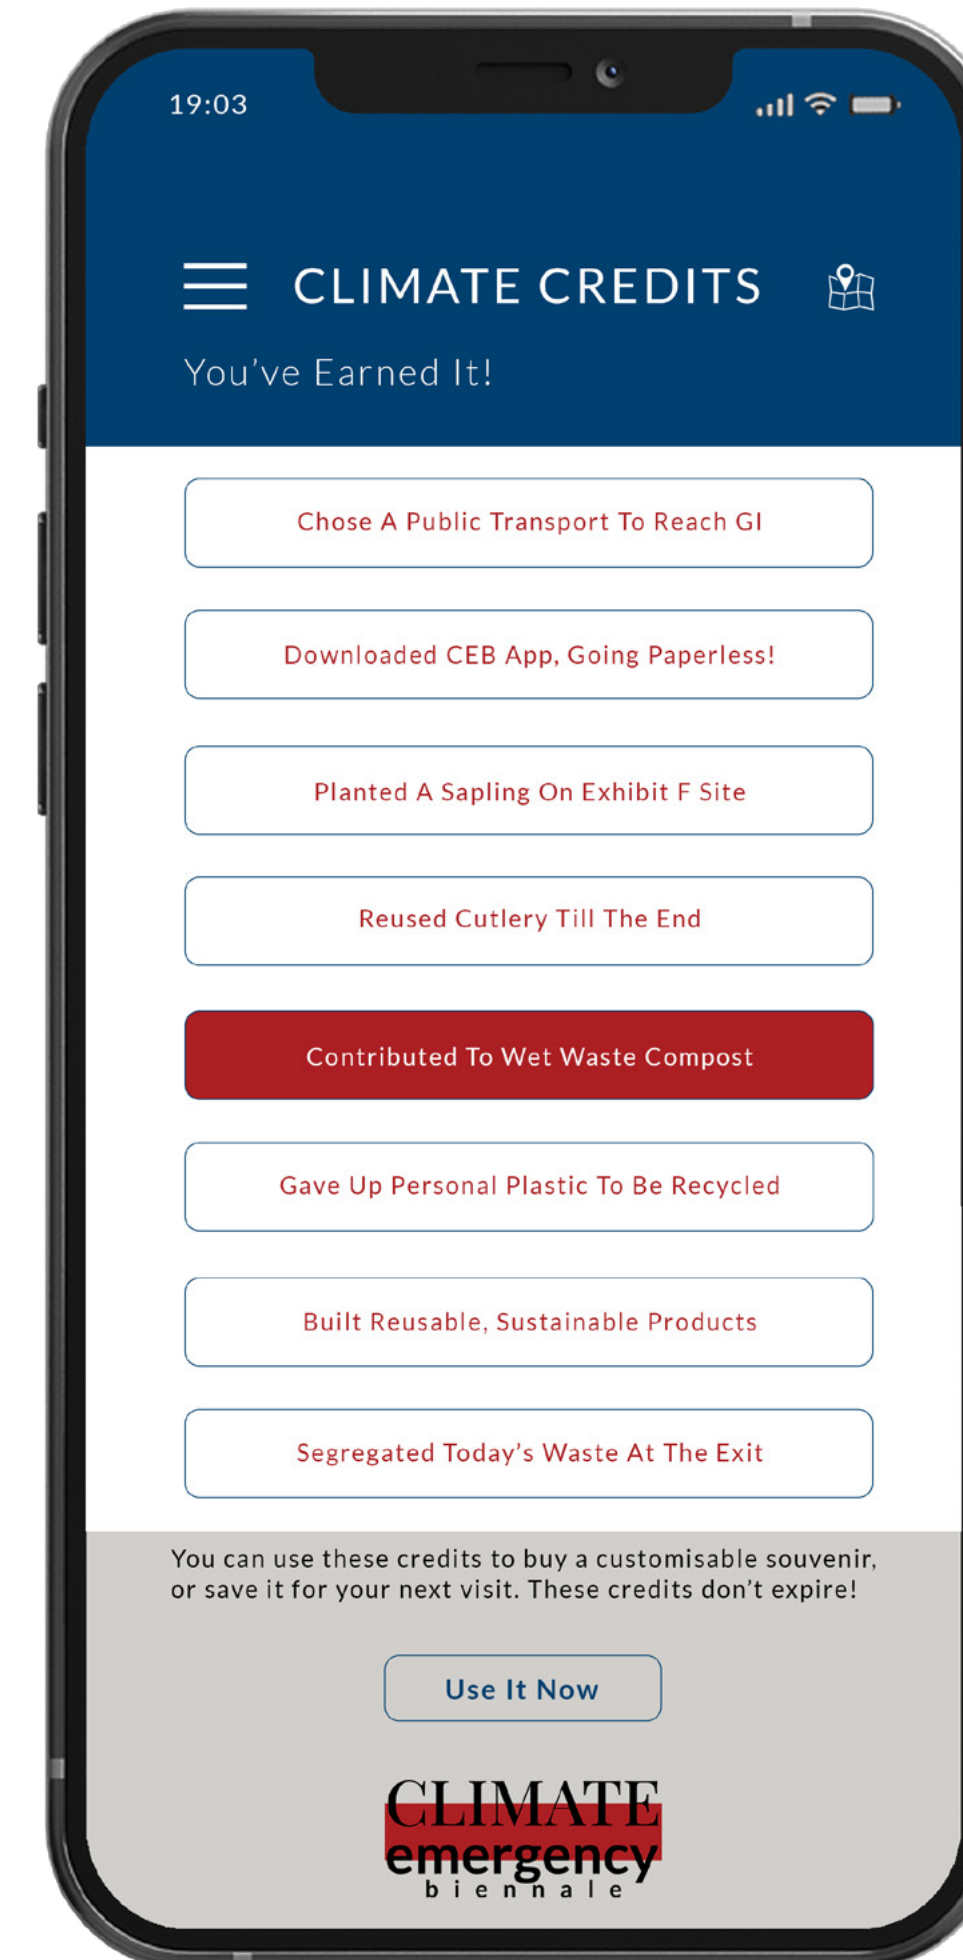 19:03
CLIMATE CREDITS
You've Earned It!
Chose A Public Transport To Reach GI
Downloaded CEB App, Going Paperless!
Planted A Sapling On Exhibit F Site
Reused Cutlery Till The End
Contributed To Wet Waste Compost
Gave Up Personal Plastic To Be Recycled
Built Reusable, Sustainable Products
Segregated Today's Waste At The Exit
You can use these credits to buy a customisable souvenir,
or save it for your next visit. These credits don't expire!
Use It Now
CLIMATE
emergency
biennale